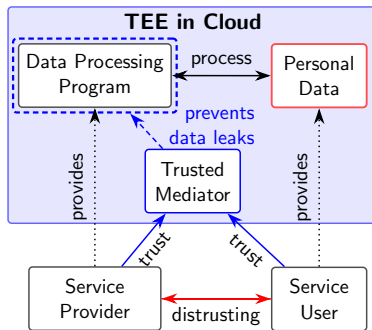 TEE in Cloud
Data Processing
Program
process
Personal
Data
prevents
data leaks
Trusted
Mediator
provides
provides
trust
trust
Service
Provider
distrusting
Service
User